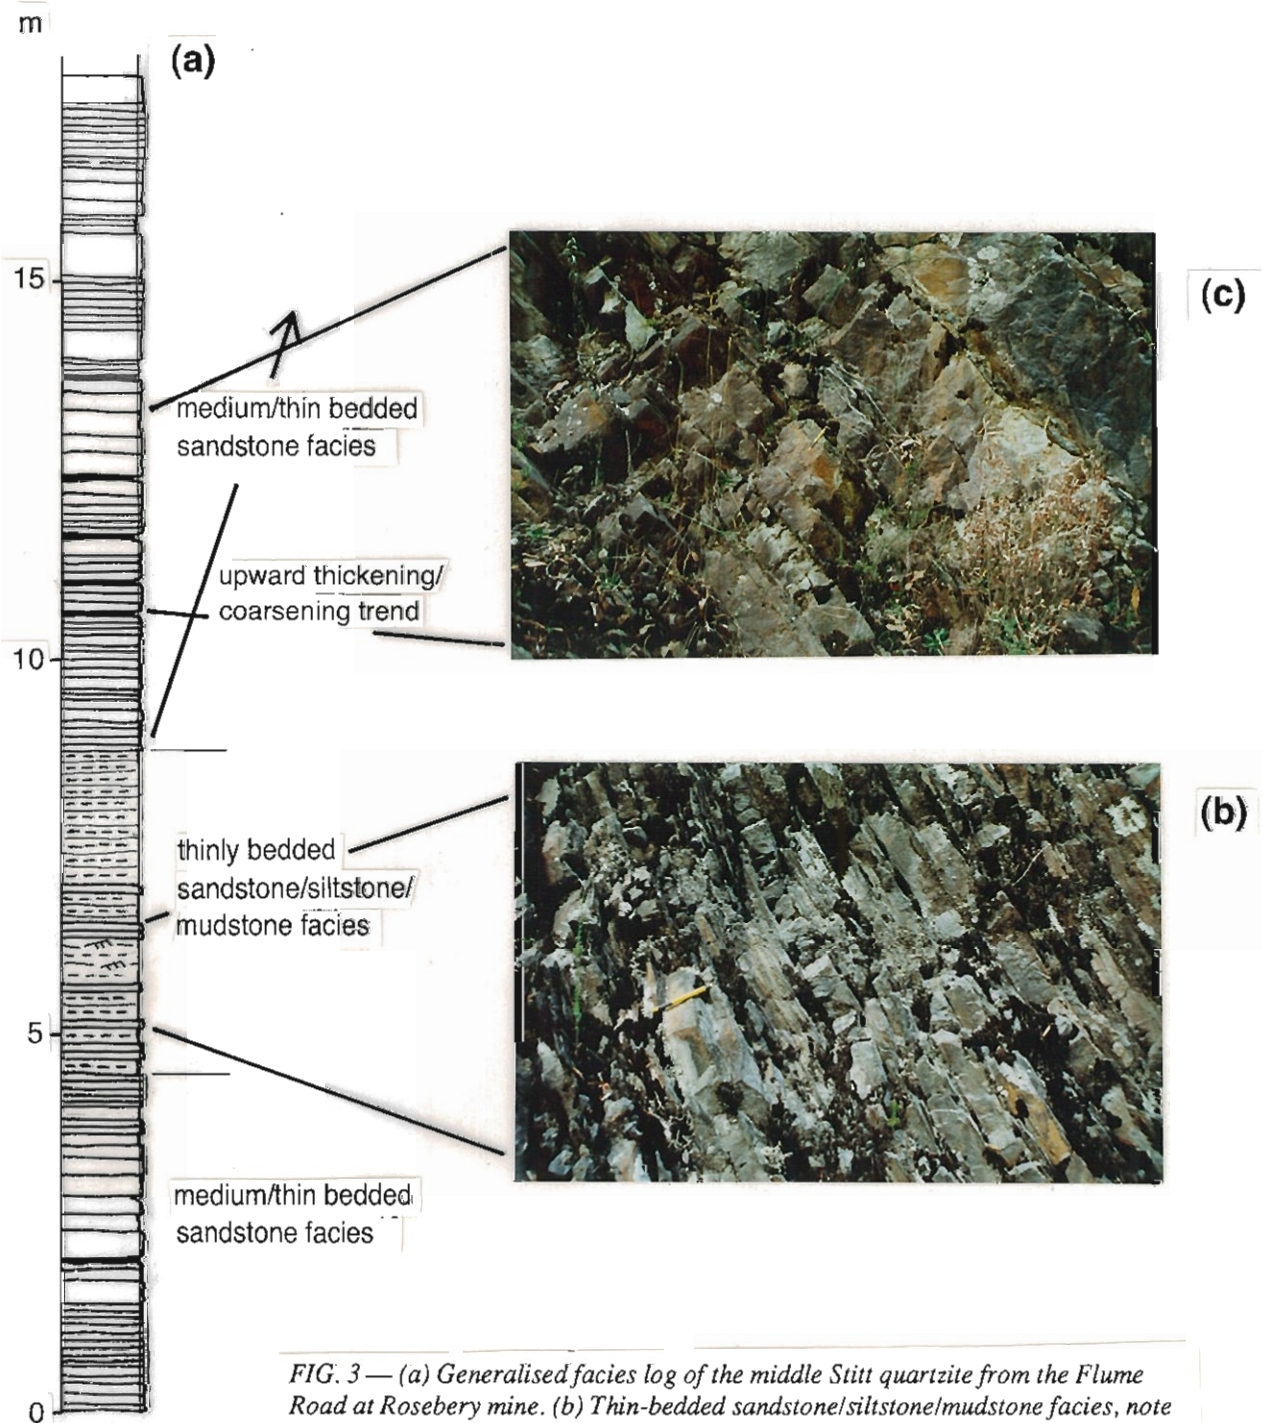 m
(a)
15
(c)
medium/thin bedded
sandstone facies
upward thickening/
coarsening trend
10
(b)
thinly bedded
sandstone/siltstone/
mudstone facies
5
medium/thin bedded
sandstone facies
FIG. 3 — (a) Generalised facies log of the middle Stitt quartzite from the Flume
Road at Rosebery mine. (b) Thin-bedded sandstone/siltstone/mudstone facies, note
0